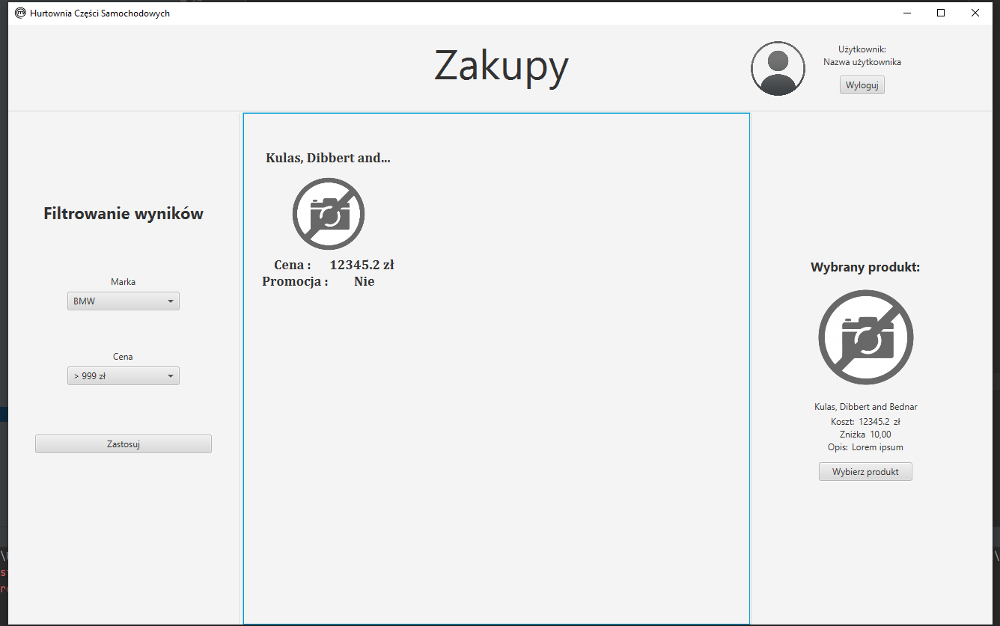 Hurtownia Części Samochodowych
Zakupy
Użytkownik:
Nazwa użytkownika
Wyloguj
Filtrowanie wyników
Marka
BMW
Cena
> 999 zł
Zastosuj
Kulas, Dibbert and...
Cena : 12345.2 zł
Promocja : Nie
Wybrany produkt:
Kulas, Dibbert and Bednar
Koszt: 12345.2 zł
Zniżka 10,00
Opis: Lorem ipsum
Wybierz produkt